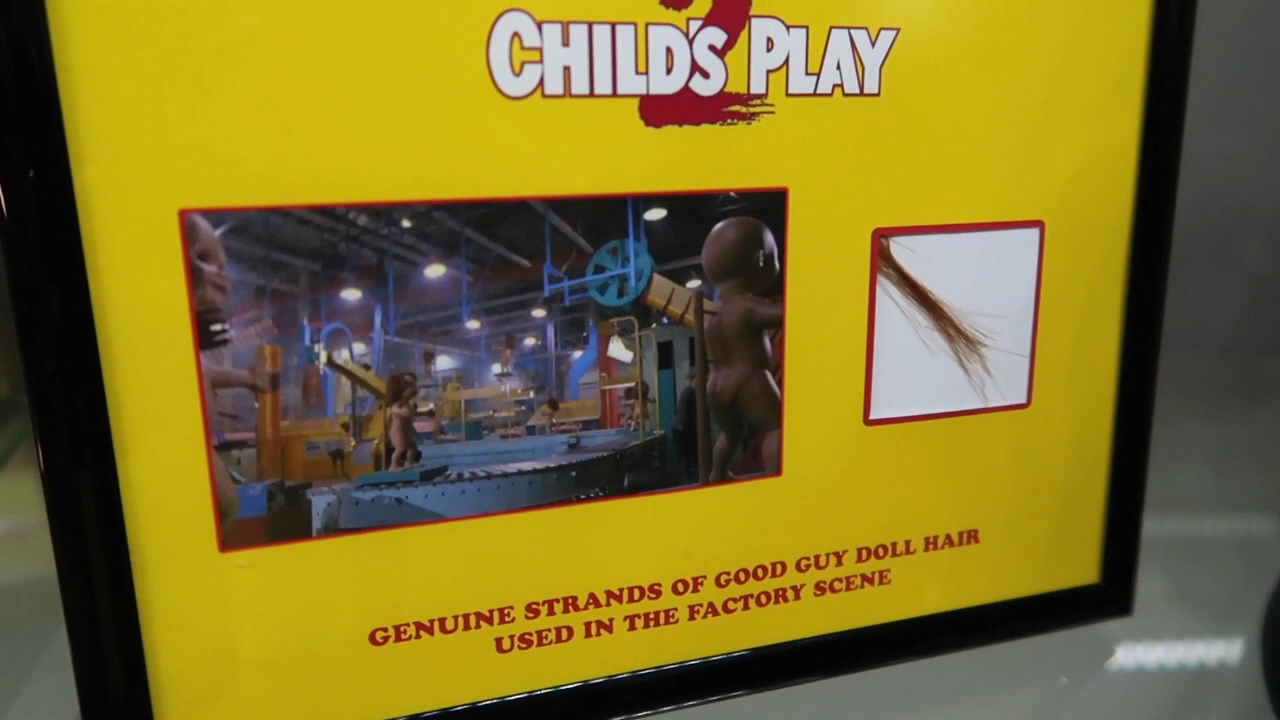 2
CHILD'S PLAY
GENUINE STRANDS OF GOOD GUY DOLL HAIR
USED IN THE FACTORY SCENE